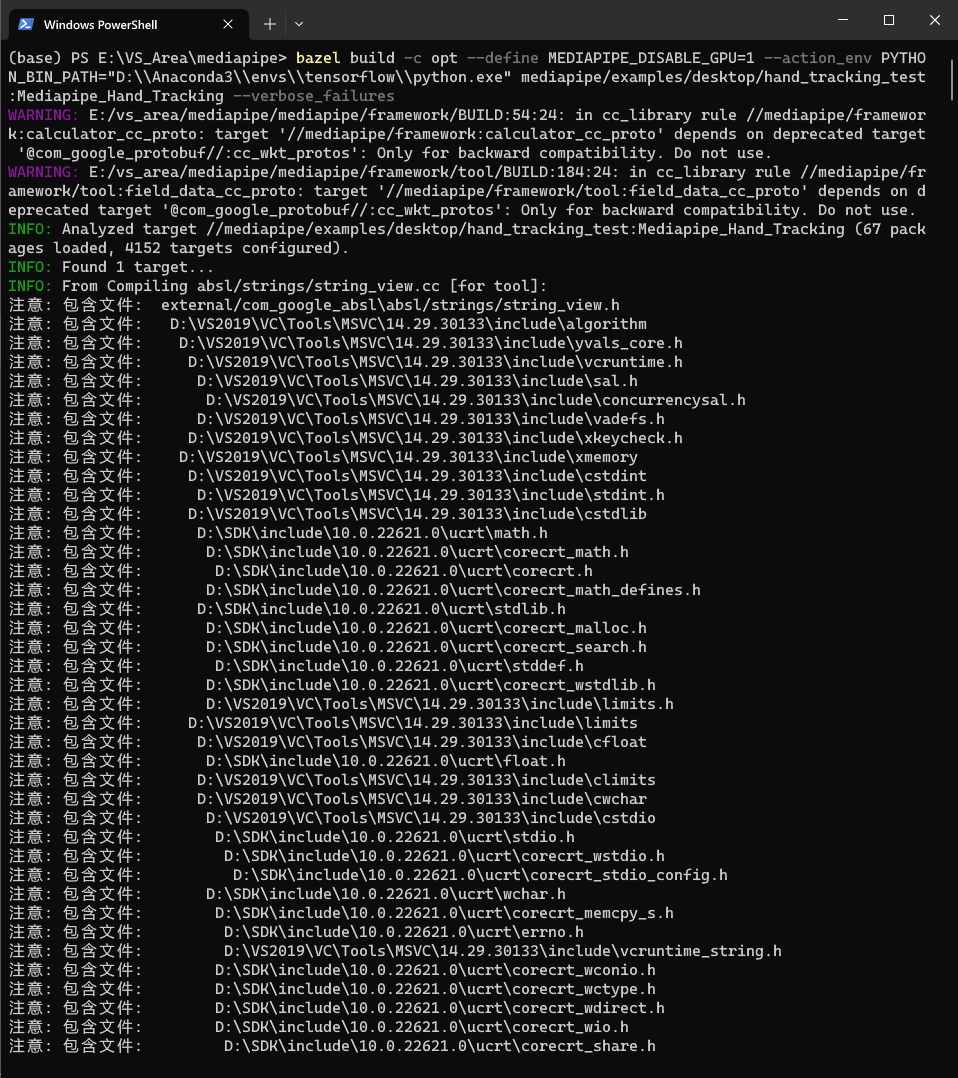 Windows PowerShell
(base) PS E:\VS_Area\mediapipe> bazel build -c opt --define MEDIAPIPE_DISABLE_GPU=1 --action_env PYTHO
N_BIN_PATH="D:\\Anaconda3\\envs\\tensorflow\\python.exe" mediapipe/examples/desktop/hand_tracking_test
:Mediapipe_Hand_Tracking --verbose_failures
WARNING: E:/vs_area/mediapipe/mediapipe/framework/BUILD:54:24: in cc_library rule //mediapipe/framewor
k:calculator_cc_proto: target '//mediapipe/framework:calculator_cc_proto' depends on deprecated target
 '@com_google_protobuf//:cc_wkt_protos': Only for backward compatibility. Do not use.
WARNING: E:/vs_area/mediapipe/mediapipe/framework/tool/BUILD:184:24: in cc_library rule //mediapipe/fr
amework/tool:field_data_cc_proto: target '//mediapipe/framework/tool:field_data_cc_proto' depends on d
eprecated target '@com_google_protobuf//:cc_wkt_protos': Only for backward compatibility. Do not use.
INFO: Analyzed target //mediapipe/examples/desktop/hand_tracking_test:Mediapipe_Hand_Tracking (67 pack
ages loaded, 4152 targets configured).
INFO: Found 1 target...
INFO: From Compiling absl/strings/string_view.cc [for tool]:
注意: 包含文件:  external/com_google_absl\absl/strings/string_view.h
注意: 包含文件:   D:\VS2019\VC\Tools\MSVC\14.29.30133\include\algorithm
注意: 包含文件:    D:\VS2019\VC\Tools\MSVC\14.29.30133\include\yvals_core.h
注意: 包含文件:     D:\VS2019\VC\Tools\MSVC\14.29.30133\include\vcruntime.h
注意: 包含文件:      D:\VS2019\VC\Tools\MSVC\14.29.30133\include\sal.h
注意: 包含文件:       D:\VS2019\VC\Tools\MSVC\14.29.30133\include\concurrencysal.h
注意: 包含文件:      D:\VS2019\VC\Tools\MSVC\14.29.30133\include\vadefs.h
注意: 包含文件:     D:\VS2019\VC\Tools\MSVC\14.29.30133\include\xkeycheck.h
注意: 包含文件:    D:\VS2019\VC\Tools\MSVC\14.29.30133\include\xmemory
注意: 包含文件:     D:\VS2019\VC\Tools\MSVC\14.29.30133\include\cstdint
注意: 包含文件:      D:\VS2019\VC\Tools\MSVC\14.29.30133\include\stdint.h
注意: 包含文件:     D:\VS2019\VC\Tools\MSVC\14.29.30133\include\cstdlib
注意: 包含文件:      D:\SDK\include\10.0.22621.0\ucrt\math.h
注意: 包含文件:       D:\SDK\include\10.0.22621.0\ucrt\corecrt_math.h
注意: 包含文件:        D:\SDK\include\10.0.22621.0\ucrt\corecrt.h
注意: 包含文件:       D:\SDK\include\10.0.22621.0\ucrt\corecrt_math_defines.h
注意: 包含文件:      D:\SDK\include\10.0.22621.0\ucrt\stdlib.h
注意: 包含文件:       D:\SDK\include\10.0.22621.0\ucrt\corecrt_malloc.h
注意: 包含文件:       D:\SDK\include\10.0.22621.0\ucrt\corecrt_search.h
注意: 包含文件:        D:\SDK\include\10.0.22621.0\ucrt\stddef.h
注意: 包含文件:       D:\SDK\include\10.0.22621.0\ucrt\corecrt_wstdlib.h
注意: 包含文件:       D:\VS2019\VC\Tools\MSVC\14.29.30133\include\limits.h
注意: 包含文件:     D:\VS2019\VC\Tools\MSVC\14.29.30133\include\limits
注意: 包含文件:      D:\VS2019\VC\Tools\MSVC\14.29.30133\include\cfloat
注意: 包含文件:       D:\SDK\include\10.0.22621.0\ucrt\float.h
注意: 包含文件:      D:\VS2019\VC\Tools\MSVC\14.29.30133\include\climits
注意: 包含文件:      D:\VS2019\VC\Tools\MSVC\14.29.30133\include\cwchar
注意: 包含文件:       D:\VS2019\VC\Tools\MSVC\14.29.30133\include\cstdio
注意: 包含文件:        D:\SDK\include\10.0.22621.0\ucrt\stdio.h
注意: 包含文件:         D:\SDK\include\10.0.22621.0\ucrt\corecrt_wstdio.h
注意: 包含文件:          D:\SDK\include\10.0.22621.0\ucrt\corecrt_stdio_config.h
注意: 包含文件:       D:\SDK\include\10.0.22621.0\ucrt\wchar.h
注意: 包含文件:        D:\SDK\include\10.0.22621.0\ucrt\corecrt_memcpy_s.h
注意: 包含文件:         D:\SDK\include\10.0.22621.0\ucrt\errno.h
注意: 包含文件:         D:\VS2019\VC\Tools\MSVC\14.29.30133\include\vcruntime_string.h
注意: 包含文件:        D:\SDK\include\10.0.22621.0\ucrt\corecrt_wconio.h
注意: 包含文件:        D:\SDK\include\10.0.22621.0\ucrt\corecrt_wctype.h
注意: 包含文件:        D:\SDK\include\10.0.22621.0\ucrt\corecrt_wdirect.h
注意: 包含文件:        D:\SDK\include\10.0.22621.0\ucrt\corecrt_wio.h
注意: 包含文件:         D:\SDK\include\10.0.22621.0\ucrt\corecrt_share.h